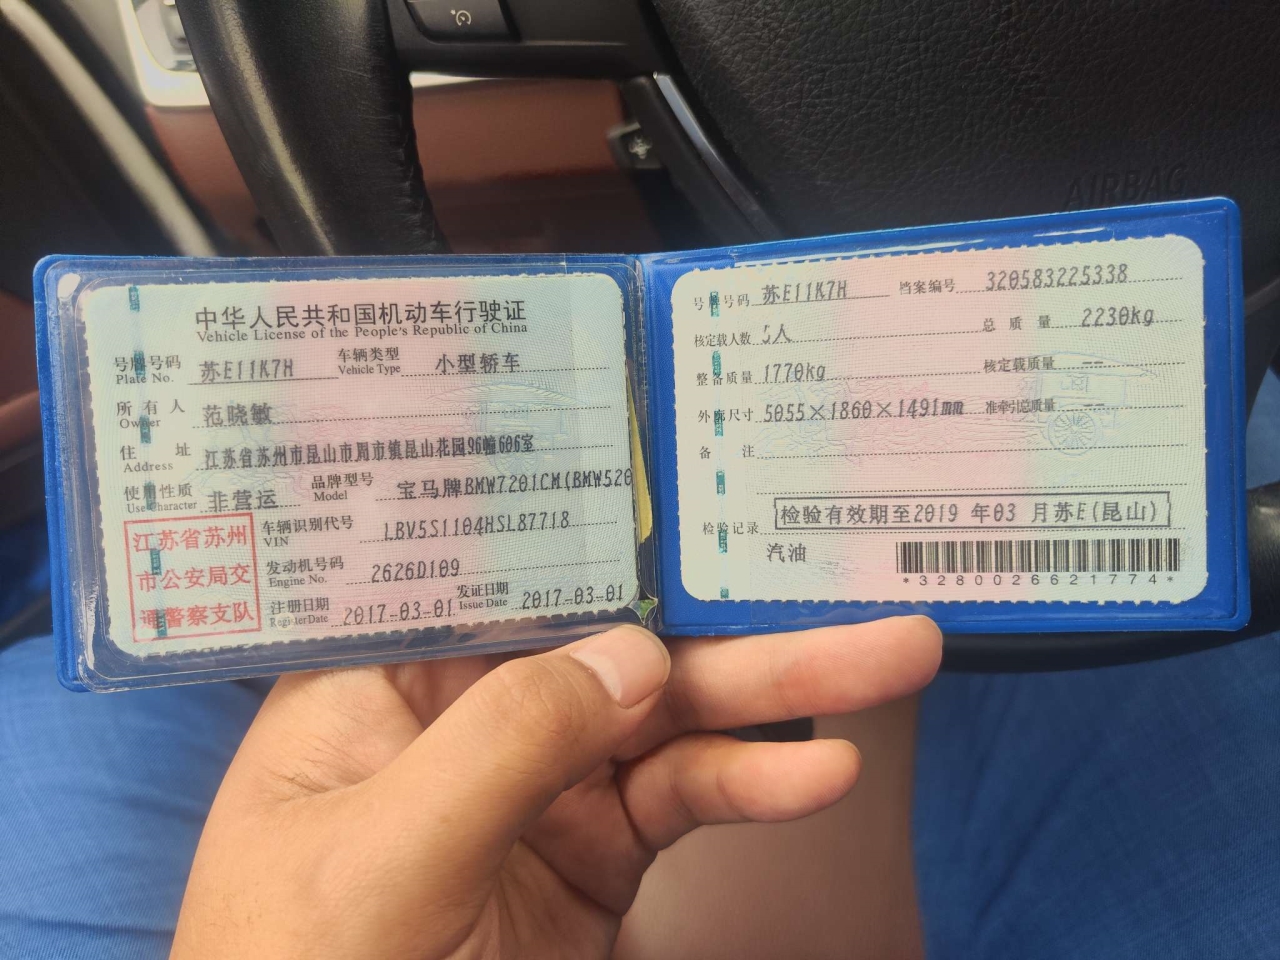 AIRBAG
中华人民共和国机动车行驶证
Vehicle License of the People's Republic of China
号牌号码 苏E11K7H 车辆类型 小型轿车
Plate No. Vehicle Type
所有人 范晓敏
Owner
住址 江苏省苏州市昆山市周市镇昆山花园96幢606室
Address
使用性质 非营运 品牌型号 宝马牌BMW7201CM(BMW520
Use Character Model
江苏省苏州
市公安局交
通警察支队
车辆识别代号 LBV5S1104HSL87718
VIN
发动机号码 2626D109
Engine No.
注册日期 2017-03-01 发证日期 2017-03-01
Register Date Issue Date
号牌号码 苏E11K7H 档案编号 320583225338
核定载人数 5人 总质量 2230kg
整备质量 1770kg 核定载质量 --
外廓尺寸 5055×1860×1491mm 准牵引总质量 --
备注
检验记录 检验有效期至2019年03月苏E(昆山)
汽油
*3280026621774*